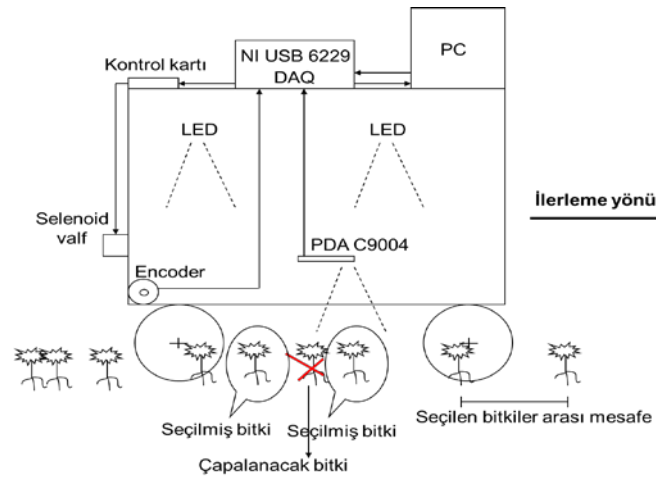 NI USB 6229
DAQ
PC
Kontrol kartı
LED
LED
İlerleme yönü
Selenoid
valf
PDA C9004
Encoder
Seçilmiş bitki
Seçilmiş bitki
Seçilen bitkiler arası mesafe
Çapalanacak bitki